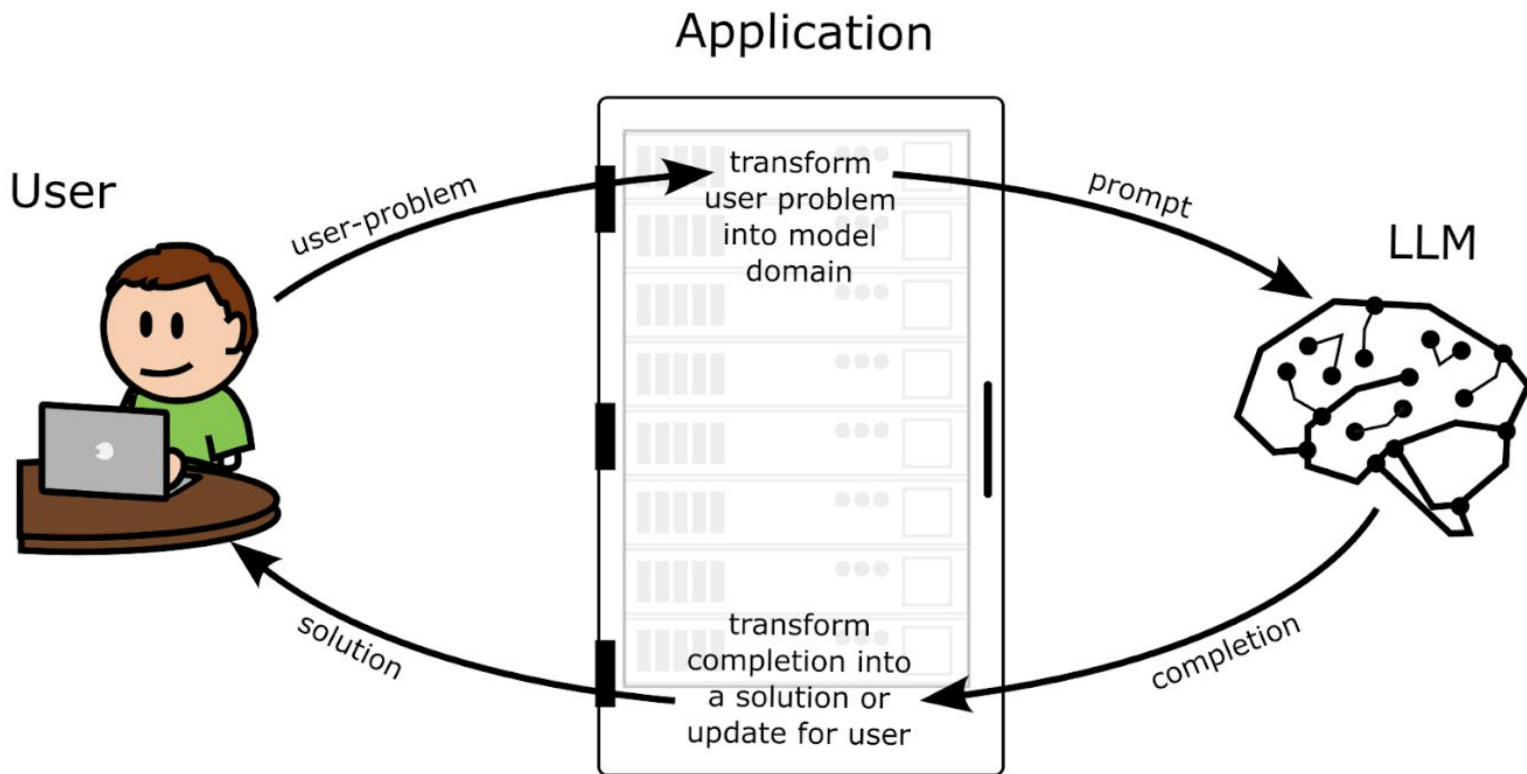 Application
User
user-problem
transform
user problem
into model
domain
prompt
LLM
solution
transform
completion into
a solution or
update for user
completion